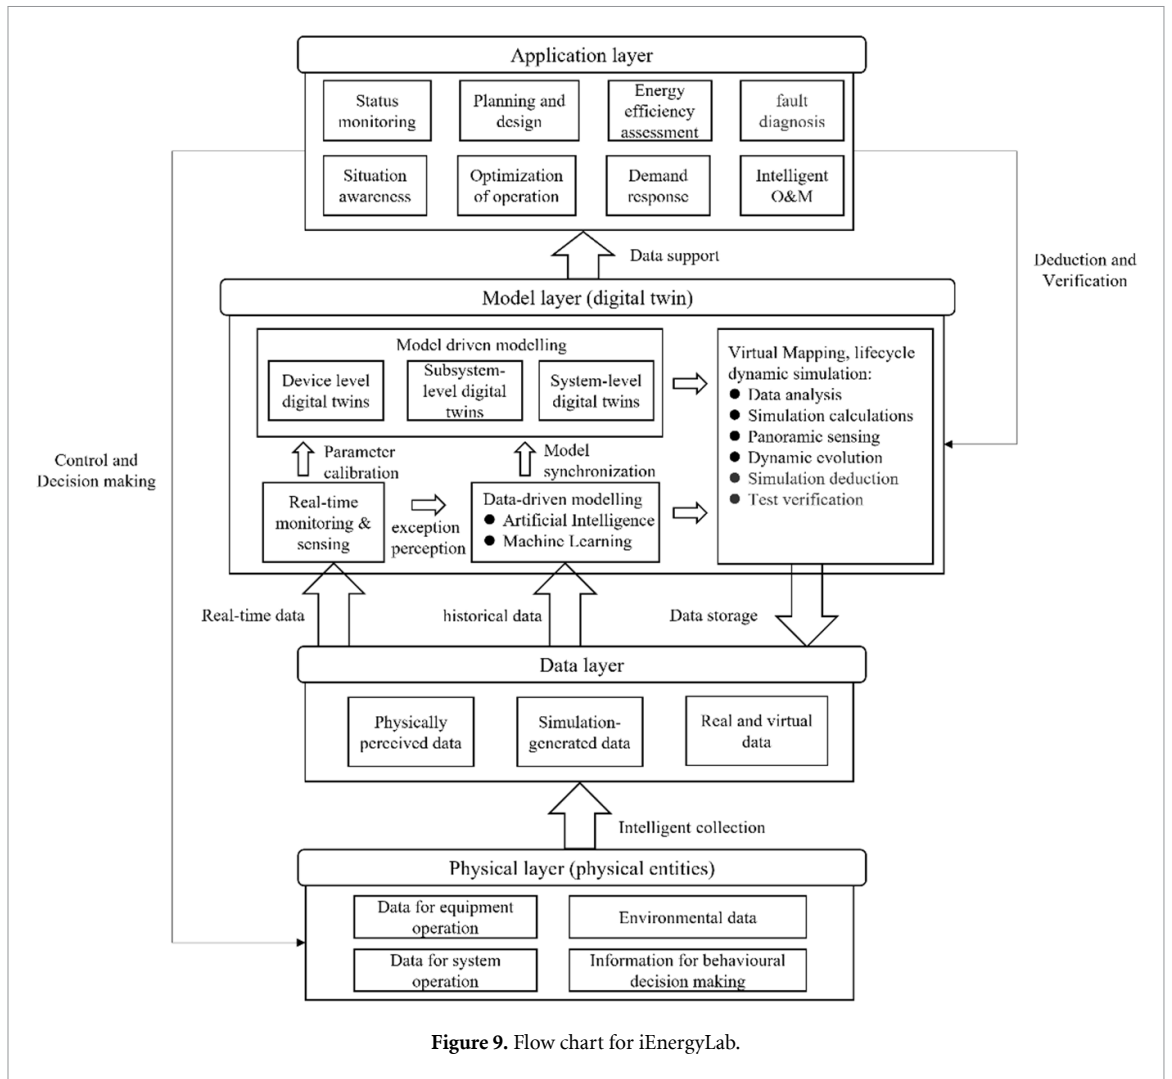 Application layer
Status
monitoring
Planning and
design
Energy
efficiency
assessment
fault
diagnosis
Situation
awareness
Optimization
of operation
Demand
response
Intelligent
O&M
Data support
Deduction and
Verification
Model layer (digital twin)
Model driven modelling
Device level
digital twins
Subsystem-
level digital
twins
System-level
digital twins
Virtual Mapping, lifecycle
dynamic simulation:
● Data analysis
● Simulation calculations
● Panoramic sensing
● Dynamic evolution
● Simulation deduction
● Test verification
Control and
Decision making
Parameter
calibration
Model
synchronization
Real-time
monitoring &
sensing
exception
perception
Data-driven modelling
● Artificial Intelligence
● Machine Learning
Real-time data
historical data
Data storage
Data layer
Physically
perceived data
Simulation-
generated data
Real and virtual
data
Intelligent collection
Physical layer (physical entities)
Data for equipment
operation
Environmental data
Data for system
operation
Information for behavioural
decision making
Figure 9. Flow chart for iEnergyLab.